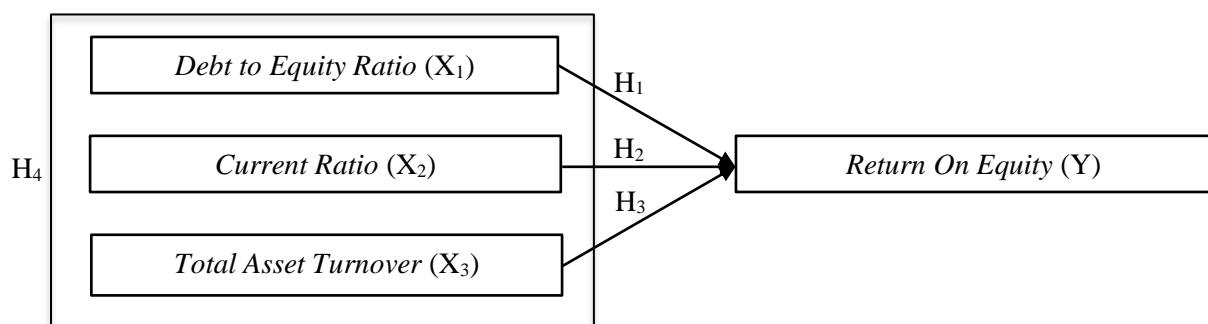 Debt to Equity Ratio (X₁)
H₁
H₄
Current Ratio (X₂)
H₂
Return On Equity (Y)
H₃
Total Asset Turnover (X₃)